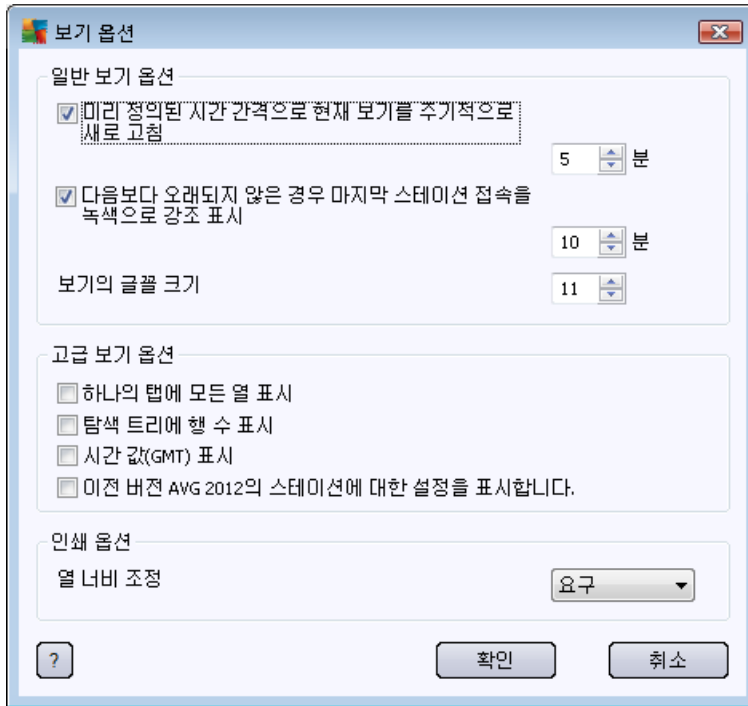 보기 옵션
일반 보기 옵션
미리 정의된 시간 간격으로 현재 보기를 주기적으로
새로 고침
5 분
다음보다 오래되지 않은 경우 마지막 스테이션 접속을
녹색으로 강조 표시
10 분
보기의 글꼴 크기 11
고급 보기 옵션
하나의 탭에 모든 열 표시
탐색 트리에 행 수 표시
시간 값(GMT) 표시
이전 버전 AVG 2012의 스테이션에 대한 설정을 표시합니다.
인쇄 옵션
열 너비 조정 요구
? 확인 취소